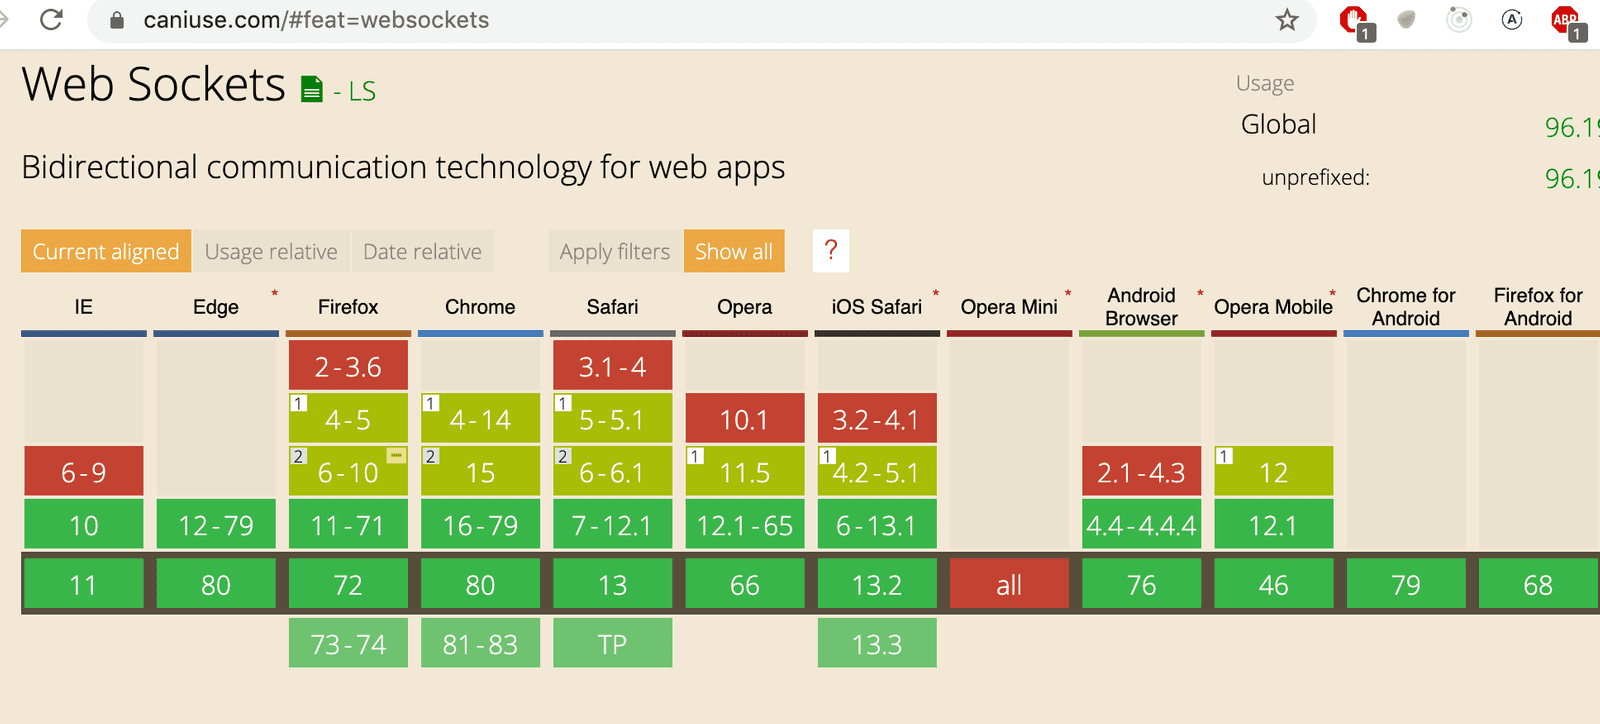 caniuse.com/#feat=websockets
1
A
ABP
1
Web Sockets - LS
Usage
Global 96.19
Bidirectional communication technology for web apps
unprefixed: 96.19
Current aligned Usage relative Date relative Apply filters Show all ?
IE Edge * Firefox Chrome Safari Opera iOS Safari * Opera Mini * Android Browser * Opera Mobile * Chrome for Android Firefox for Android
2-3.6 3.1-4
1 4-5 1 4-14 1 5-5.1 10.1 3.2-4.1
6-9 2 6-10 2 15 2 6-6.1 1 11.5 1 4.2-5.1 2.1-4.3 1 12
10 12-79 11-71 16-79 7-12.1 12.1-65 6-13.1 4.4-4.4.4 12.1
11 80 72 80 13 66 13.2 all 76 46 79 68
73-74 81-83 TP 13.3